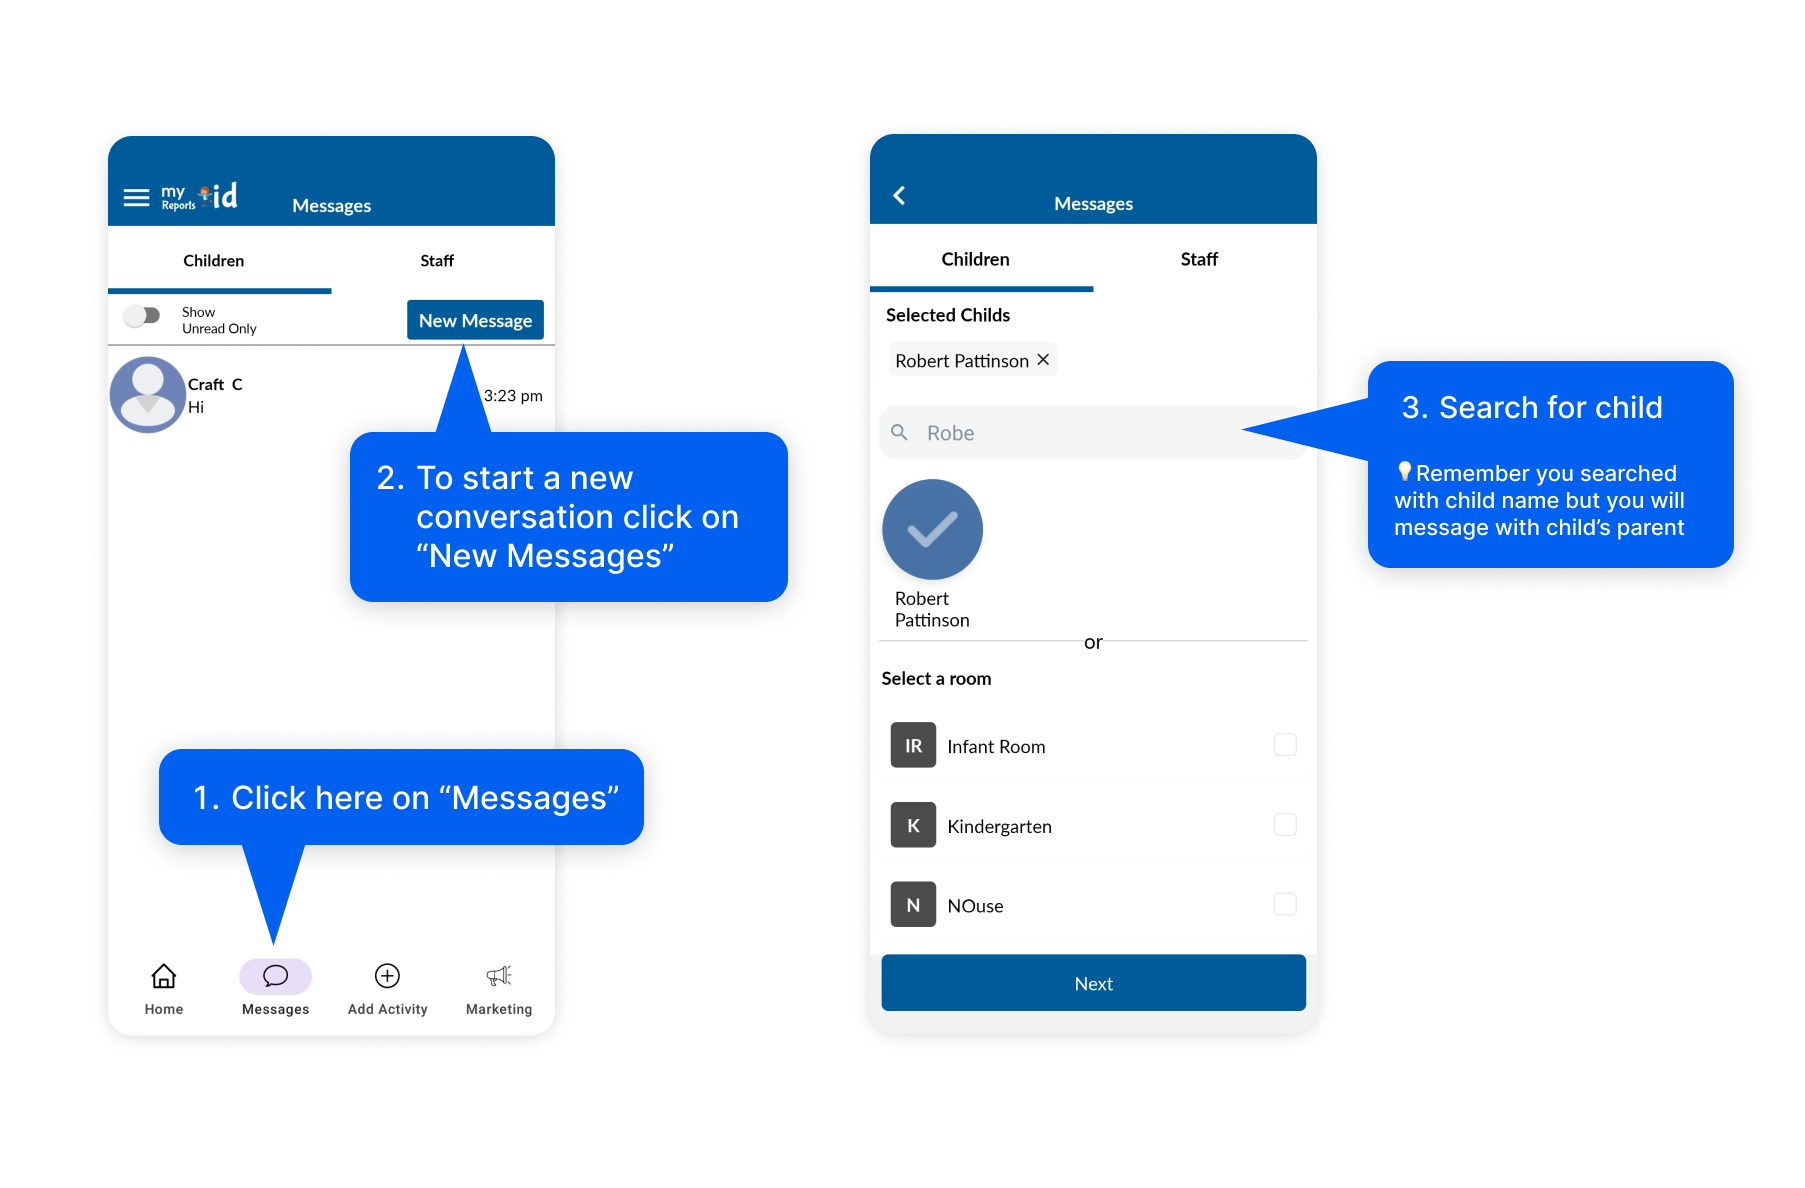 my
Reports
id
Messages
Children
Staff
Show
Unread Only
New Message
Craft C
Hi
3:23 pm
2. To start a new
conversation click on
“New Messages”
1. Click here on “Messages”
Home
Messages
Add Activity
Marketing
Messages
Children
Staff
Selected Childs
Robert Pattinson
Robe
Robert
Pattinson
or
Select a room
IR
Infant Room
K
Kindergarten
N
NOuse
Next
3. Search for child
Remember you searched
with child name but you will
message with child’s parent